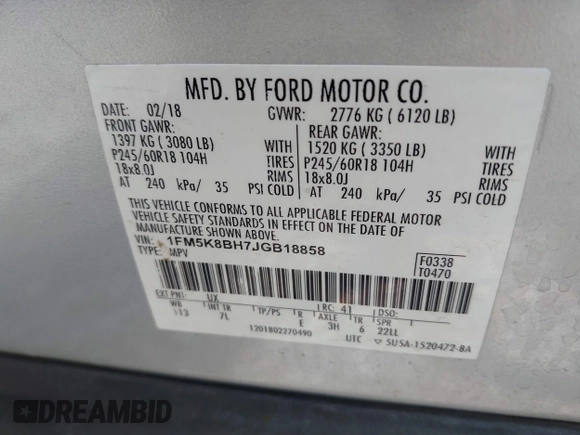 MFD. BY FORD MOTOR CO.
DATE: 02/18 GVWR: 2776 KG ( 6120 LB)
FRONT GAWR: REAR GAWR:
1397 KG ( 3080 LB) WITH 1520 KG ( 3350 LB) WITH
P245/60R18 104H TIRES P245/60R18 104H TIRES
18x8.0J RIMS 18x8.0J RIMS
AT 240 kPa/ 35 PSI COLD AT 240 kPa/ 35 PSI COLD
THIS VEHICLE CONFORMS TO ALL APPLICABLE FEDERAL MOTOR
VEHICLE SAFETY STANDARDS IN EFFECT ON THE DATE OF
MANUFACTURE SHOWN ABOVE.
VIN: 1FM5K8BH7JGB18858
TYPE: MPV
F0338
T0470
EXT PNT: UX RC: 41 DSO:
WB INT TR TP/PS R AXLE TR SPR
113 7L E 3H 6 22LL
1201802270490 UTC ▽ 5USA-1520472-BA
DREAMBID